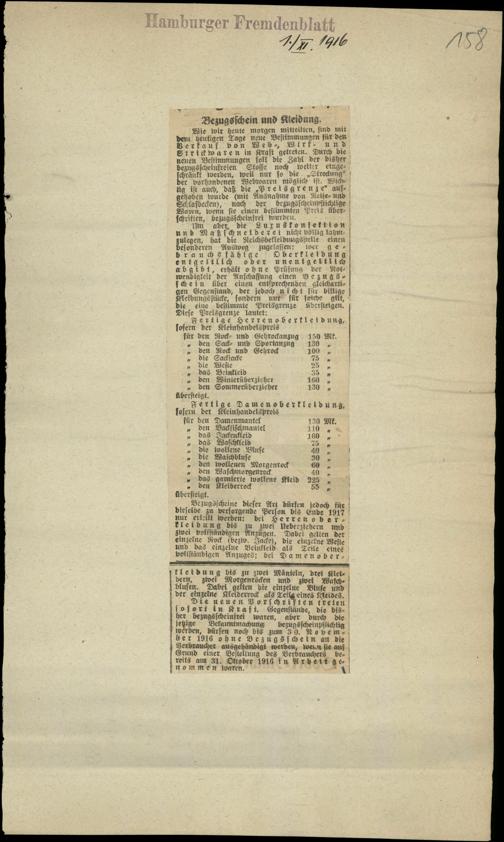 Hamburger Fremdenblatt
1./XI. 1916
158
Bezugsschein und Kleidung.
Wie wir heute morgen mitteilten, sind mit
dem heutigen Tage neue Bestimmungen für den
Verkauf von Web-, Wirk- und
Strickwaren in Kraft getreten. Durch die
neuen Bestimmungen soll die Zahl der bisher
bezugsscheinfreien Stoffe noch weiter einge-
schränkt werden, weil nur so die „Streckung“
der vorhandenen Webwaren möglich ist. Wich-
tig ist auch, daß die „Preisgrenze“ auf-
gehoben wurde (mit Ausnahme von Reise- und
Schlafdecken), nach der bezugsscheinpflichtige
Waren, wenn sie einen bestimmten Preis über-
schritten, bezugsscheinfrei wurden.
Um aber die Luxuskonfektion
und Maßschneiderei nicht völlig lahm-
zulegen, hat die Reichsbekleidungsstelle einen
besonderen Ausweg zugelassen: wer ge-
brauchsfähige Oberkleidung
entgeltlich oder unentgeltlich
abgibt, erhält ohne Prüfung der Not-
wendigkeit der Anschaffung einen Bezugs-
schein über einen entsprechenden gleicharti-
gen Gegenstand, der jedoch nicht für billige
Kleidungsstücke, sondern nur für solche gilt,
die eine bestimmte Preisgrenze übersteigen.
Diese Preisgrenze lautet:
Fertige Herrenoberkleidung,
sofern der Kleinhandelspreis
für den Rock- und Gehrockanzug 150 Mk.
„ den Sack- und Sportanzug 130 „
„ den Rock und Gehrock 100 „
„ die Sackjacke 75 „
„ die Weste 25 „
„ das Beinkleid 35 „
„ den Winterüberzieher 160 „
„ den Sommerüberzieher 130 „
übersteigt.
Fertige Damenoberkleidung,
sofern der Kleinhandelspreis
für den Damenmantel 130 Mk.
„ den Backfischmantel 110 „
„ das Jackenkleid 160 „
„ das Waschkleid 75 „
„ die wollene Bluse 40 „
„ die Waschbluse 30 „
„ den wollenen Morgenrock 60 „
„ den Waschmorgenrock 40 „
„ das garnierte wollene Kleid 225 „
„ den Kleiderrock 55 „
übersteigt.
Bezugsscheine dieser Art dürfen jedoch für
dieselbe zu versorgende Person bis Ende 1917
nur erteilt werden: bei Herrenober-
kleidung bis zu zwei Ueberziehern und
zwei vollständigen Anzügen. Dabei gelten die
einzelne Rock (bezw. Jacke), die einzelne Weste
und das einzelne Beinkleid als Teile eines
vollständigen Anzuges; bei Damenober-
kleidung bis zu zwei Mänteln, drei Klei-
dern, zwei Morgenröcken und zwei Wasch-
blusen. Dabei gelten die einzelne Bluse und
der einzelne Kleiderrock als Teile eines Kleides.
Die neuen Vorschriften treten
sofort in Kraft. Gegenstände, die bis-
her bezugsscheinfrei waren, aber durch die
jetzige Bekanntmachung bezugsscheinpflichtig
werden, dürfen noch bis zum 30. Novem-
ber 1916 ohne Bezugsschein an die
Verbraucher ausgehändigt werden, wenn sie auf
Grund einer Bestellung des Verbrauchers be-
reits am 31. Oktober 1916 in Arbeit ge-
nommen waren.